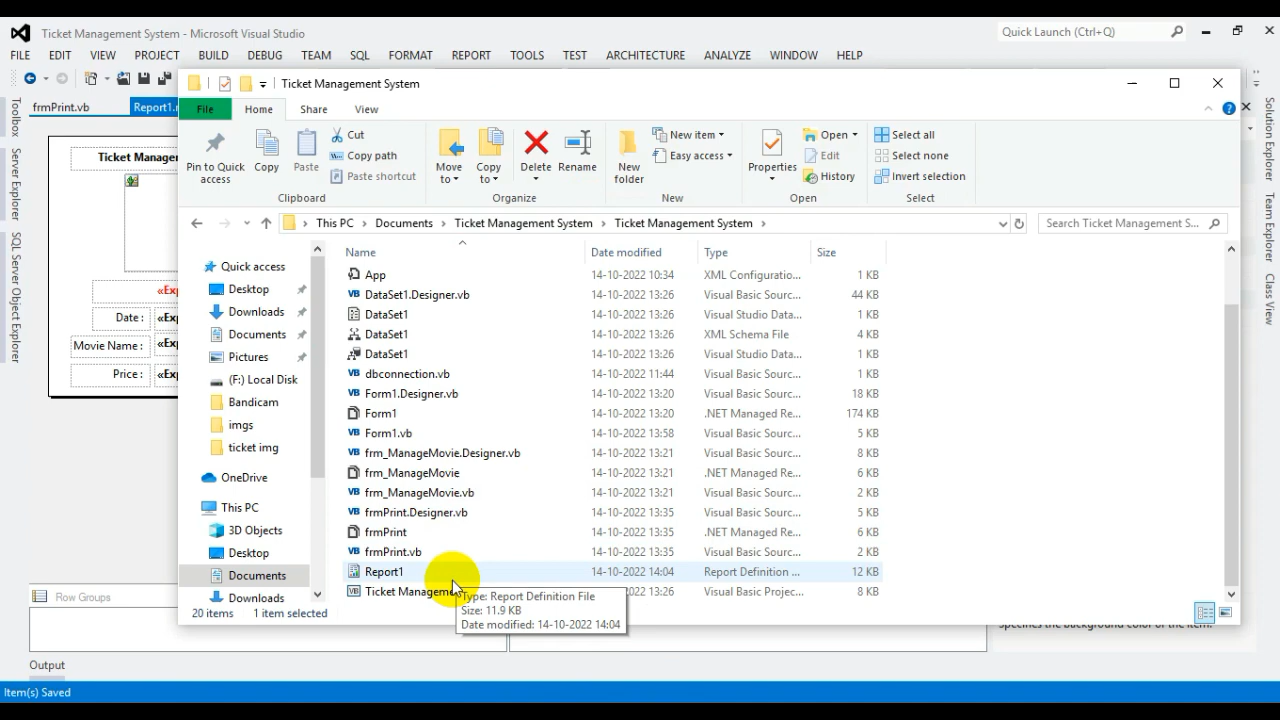 Ticket Management System - Microsoft Visual Studio
Quick Launch (Ctrl+Q)
FILE EDIT VIEW PROJECT BUILD DEBUG TEAM SQL FORMAT REPORT TOOLS TEST ARCHITECTURE ANALYZE WINDOW HELP
Ticket Management System
frmPrint.vb
Report1.r
File Home Share View
Toolbox
Server Explorer
SQL Server Object Explorer
Solution Explorer
Team Explorer
Class View
Pin to Quick access
Copy
Paste
Cut
Copy path
Paste shortcut
Clipboard
Move to
Copy to
Delete
Rename
Organize
New folder
New item
Easy access
New
Properties
Open
Edit
History
Open
Select all
Select none
Invert selection
Select
This PC Documents Ticket Management System Ticket Management System
Search Ticket Management S...
Ticket Manage
«Ex
Date : «Ex
Movie Name : «Ex
Price : «Ex
Quick access
Desktop
Downloads
Documents
Pictures
(F:) Local Disk
Bandicam
imgs
ticket img
OneDrive
This PC
3D Objects
Desktop
Documents
Downloads
Name Date modified Type Size
App 14-10-2022 10:34 XML Configuratio... 1 KB
DataSet1.Designer.vb 14-10-2022 13:26 Visual Basic Sourc... 44 KB
DataSet1 14-10-2022 13:26 Visual Studio Data... 1 KB
DataSet1 14-10-2022 13:26 XML Schema File 4 KB
DataSet1 14-10-2022 13:26 Visual Studio Data... 1 KB
dbconnection.vb 14-10-2022 11:44 Visual Basic Sourc... 1 KB
Form1.Designer.vb 14-10-2022 13:20 Visual Basic Sourc... 18 KB
Form1 14-10-2022 13:20 .NET Managed Re... 174 KB
Form1.vb 14-10-2022 13:58 Visual Basic Sourc... 5 KB
frm_ManageMovie.Designer.vb 14-10-2022 13:21 Visual Basic Sourc... 8 KB
frm_ManageMovie 14-10-2022 13:21 .NET Managed Re... 6 KB
frm_ManageMovie.vb 14-10-2022 13:21 Visual Basic Sourc... 2 KB
frmPrint.Designer.vb 14-10-2022 13:35 Visual Basic Sourc... 5 KB
frmPrint 14-10-2022 13:35 .NET Managed Re... 6 KB
frmPrint.vb 14-10-2022 13:35 Visual Basic Sourc... 2 KB
Report1 14-10-2022 14:04 Report Definition ... 12 KB
Ticket Manageme 13:26 Visual Basic Projec... 8 KB
Type: Report Definition File
Size: 11.9 KB
Date modified: 14-10-2022 14:04
20 items 1 item selected
Row Groups
Specifies the background color of the item.
Output
Item(s) Saved